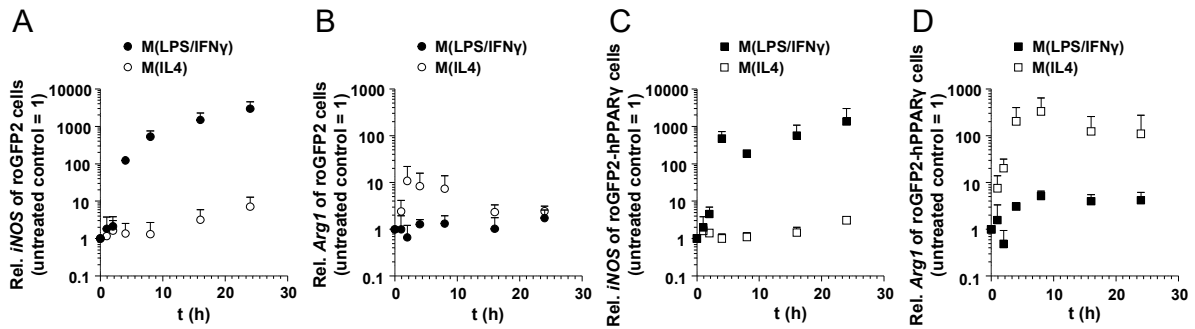 A
M(LPS/IFNγ)
M(IL4)
Rel. iNOS of roGFP2 cells
(untreated control = 1)
10000
1000
100
10
1
0.1
0
10
20
30
t (h)
B
M(LPS/IFNγ)
M(IL4)
Rel. Arg1 of roGFP2 cells
(untreated control = 1)
10000
1000
100
10
1
0.1
0
10
20
30
t (h)
C
M(LPS/IFNγ)
M(IL4)
Rel. iNOS of roGFP2-hPPARγ cells
(untreated control = 1)
10000
1000
100
10
1
0.1
0
10
20
30
t (h)
D
M(LPS/IFNγ)
M(IL4)
Rel. Arg1 of roGFP2-hPPARγ cells
(untreated control = 1)
1000
100
10
1
0.1
0
10
20
30
t (h)